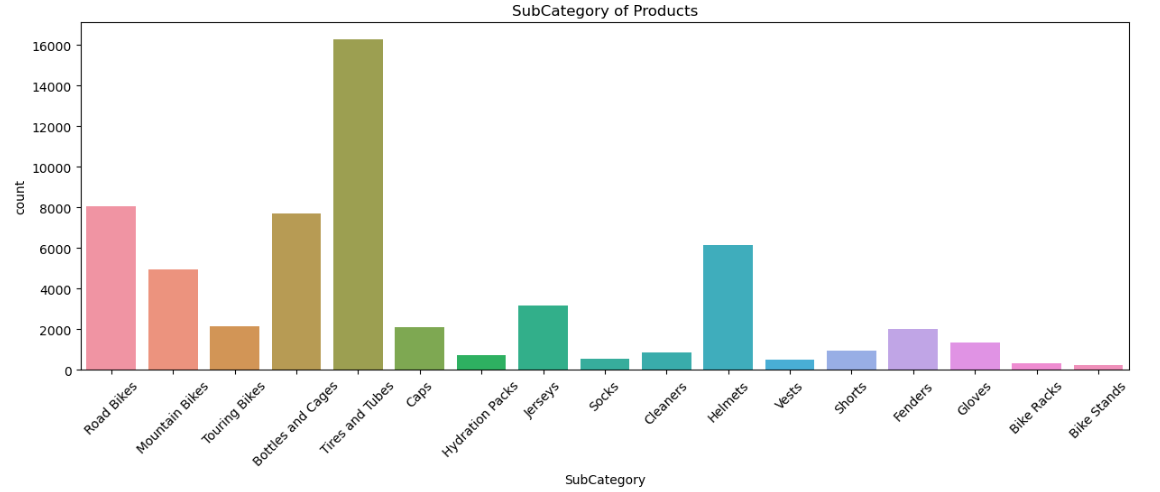 SubCategory of Products
count
16000
14000
12000
10000
8000
6000
4000
2000
0
Road Bikes
Mountain Bikes
Touring Bikes
Bottles and Cages
Tires and Tubes
Caps
Hydration Packs
Jerseys
Socks
Cleaners
Helmets
Vests
Shorts
Fenders
Gloves
Bike Racks
Bike Stands
SubCategory